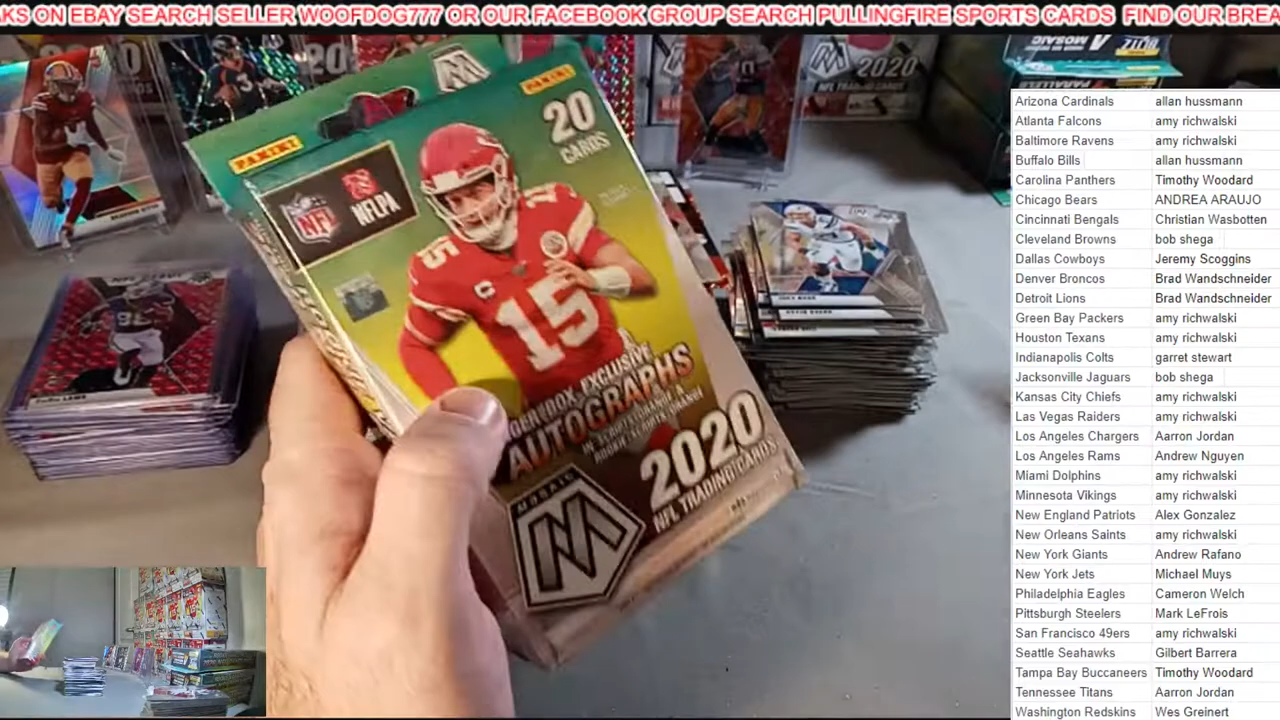 AKS ON EBAY SEARCH SELLER WOOFDOG777 OR OUR FACEBOOK GROUP SEARCH PULLINGFIRE SPORTS CARDS  FIND OUR BREA
2020
MOSAIC
BLITZ
PANINI
PANINI
20
CARDS
NFL
NFLPA
15
15
AUTOGRAPHS
EXCLUSIVE
2020
NFL TRADING CARDS
MOSAIC
Arizona Cardinals allan hussmann
Atlanta Falcons amy richwalski
Baltimore Ravens amy richwalski
Buffalo Bills allan hussmann
Carolina Panthers Timothy Woodard
Chicago Bears ANDREA ARAUJO
Cincinnati Bengals Christian Wasbotten
Cleveland Browns bob shega
Dallas Cowboys Jeremy Scoggins
Denver Broncos Brad Wandschneider
Detroit Lions Brad Wandschneider
Green Bay Packers amy richwalski
Houston Texans amy richwalski
Indianapolis Colts garret stewart
Jacksonville Jaguars bob shega
Kansas City Chiefs amy richwalski
Las Vegas Raiders amy richwalski
Los Angeles Chargers Aarron Jordan
Los Angeles Rams Andrew Nguyen
Miami Dolphins amy richwalski
Minnesota Vikings amy richwalski
New England Patriots Alex Gonzalez
New Orleans Saints amy richwalski
New York Giants Andrew Rafano
New York Jets Michael Muys
Philadelphia Eagles Cameron Welch
Pittsburgh Steelers Mark LeFrois
San Francisco 49ers amy richwalski
Seattle Seahawks Gilbert Barrera
Tampa Bay Buccaneers Timothy Woodard
Tennessee Titans Aarron Jordan
Washington Redskins Wes Greinert